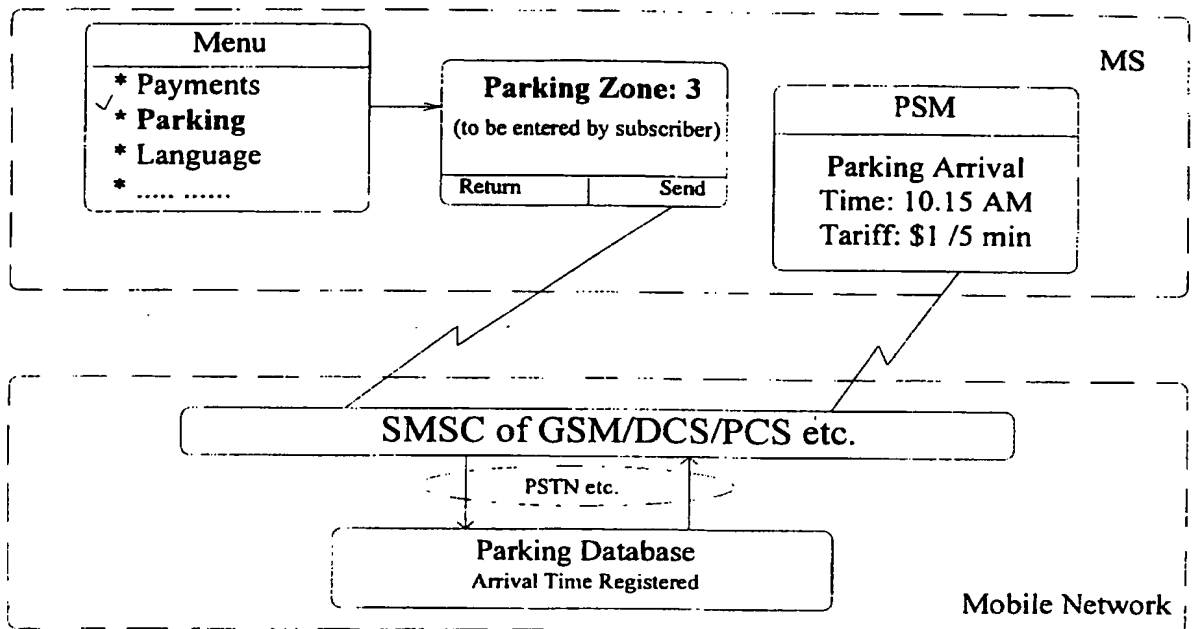 Menu
* Payments
* Parking
* Language
* ..... ......
Parking Zone: 3
(to be entered by subscriber)
Return
Send
MS
PSM
Parking Arrival
Time: 10.15 AM
Tariff: $1 /5 min
SMSC of GSM/DCS/PCS etc.
PSTN etc.
Parking Database
Arrival Time Registered
Mobile Network